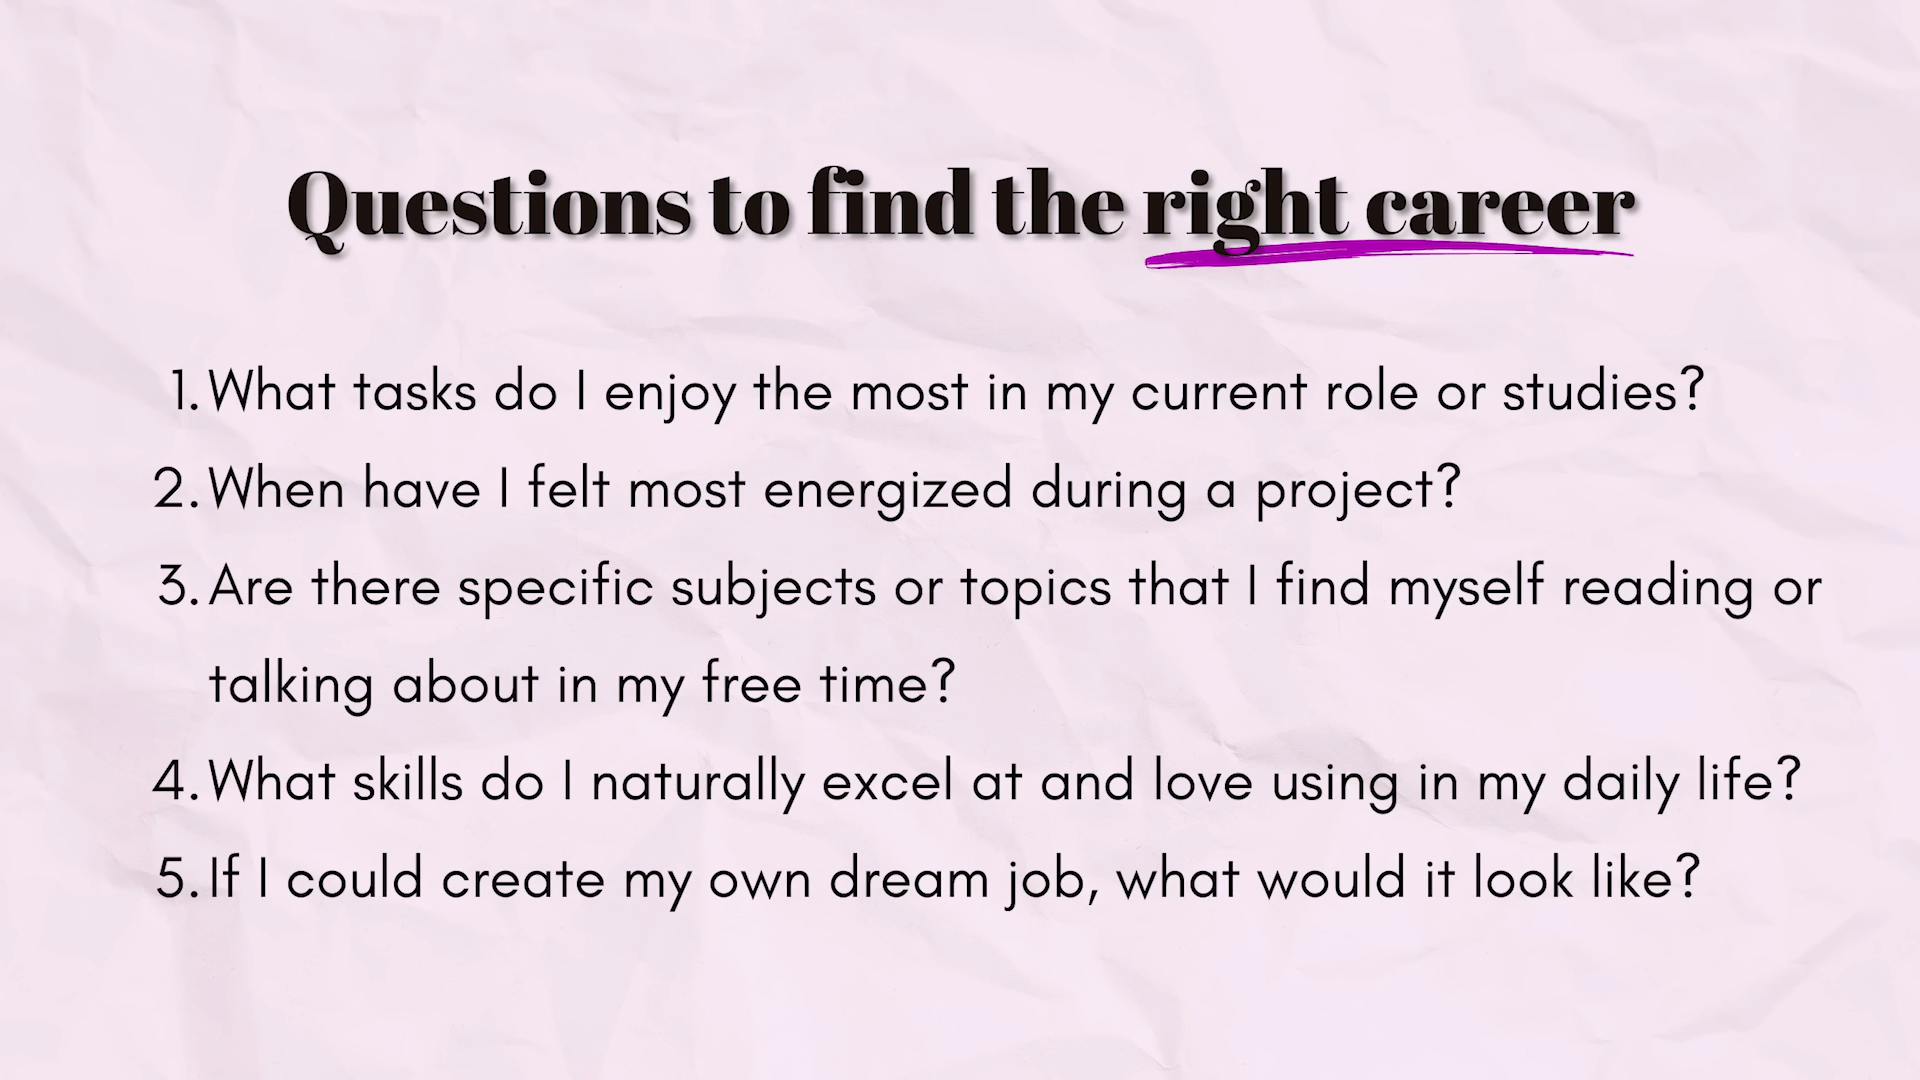 Questions to find the right career
1. What tasks do I enjoy the most in my current role or studies?
2. When have I felt most energized during a project?
3. Are there specific subjects or topics that I find myself reading or
talking about in my free time?
4. What skills do I naturally excel at and love using in my daily life?
5. If I could create my own dream job, what would it look like?